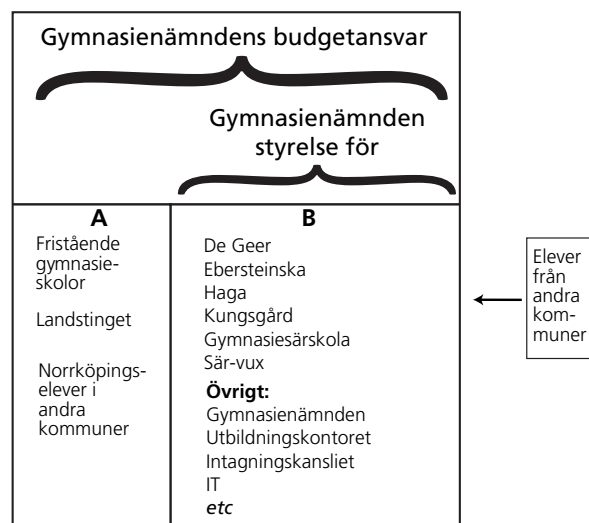 Gymnasienämndens budgetansvar
Gymnasienämnden
styrelse för
A
Fristående
gymnasie-
skolor
Landstinget
Norrköpings-
elever i
andra
kommuner
B
De Geer
Ebersteinska
Haga
Kungsgård
Gymnasiesärskola
Sär-vux
Övrigt:
Gymnasienämnden
Utbildningskontoret
Intagningskansliet
IT
etc
Elever
från
andra
kom-
muner